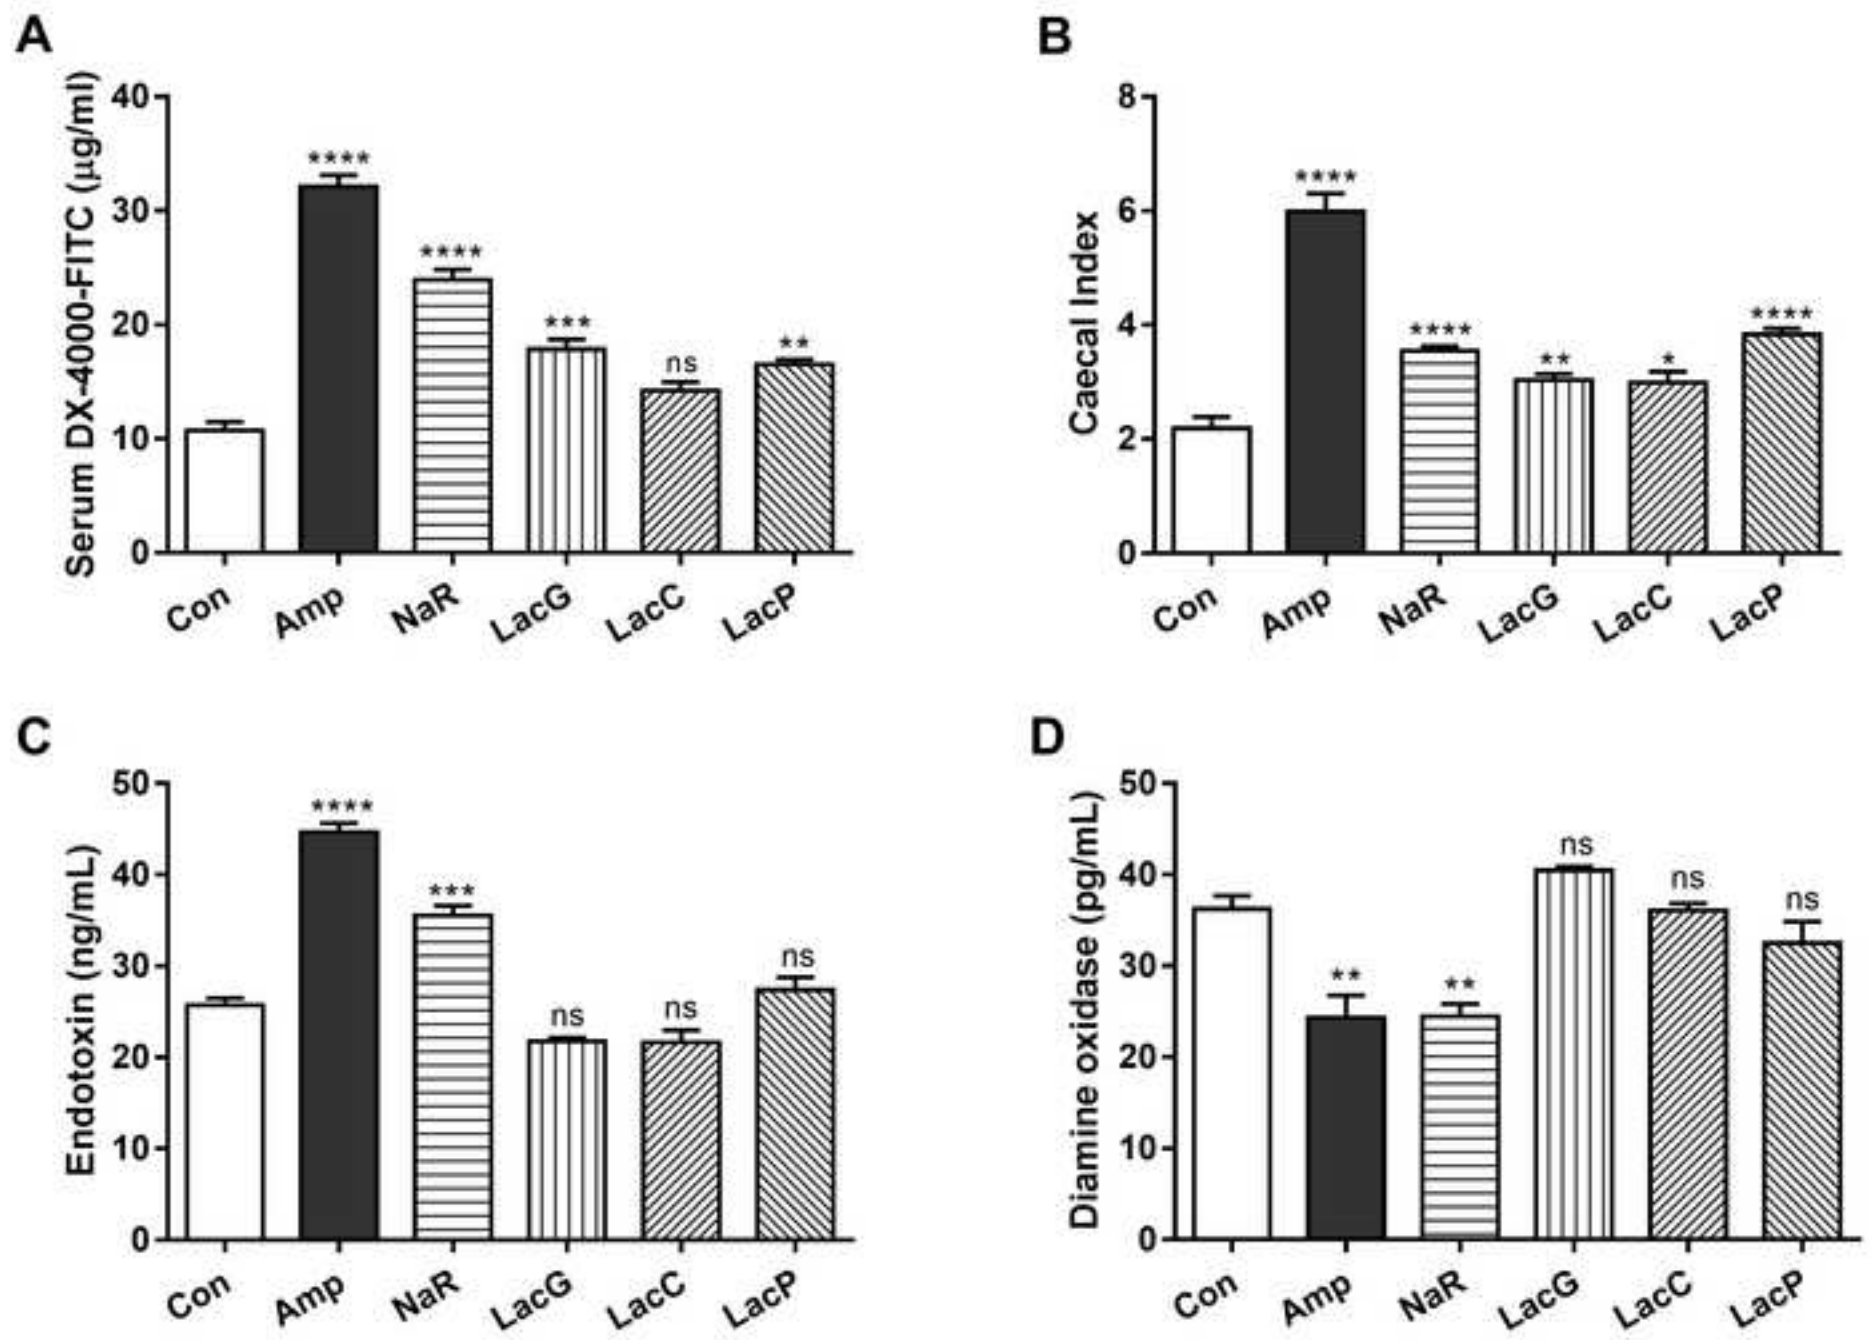 A
Serum DX-4000-FITC (μg/ml)
40
30
20
10
0
****
****
***
ns
**
Con
Amp
NaR
LacG
LacC
LacP
B
Caecal Index
8
6
4
2
0
****
****
**
*
****
Con
Amp
NaR
LacG
LacC
LacP
C
Endotoxin (ng/mL)
50
40
30
20
10
0
****
***
ns
ns
ns
Con
Amp
NaR
LacG
LacC
LacP
D
Diamine oxidase (pg/mL)
50
40
30
20
10
0
**
**
ns
ns
ns
Con
Amp
NaR
LacG
LacC
LacP